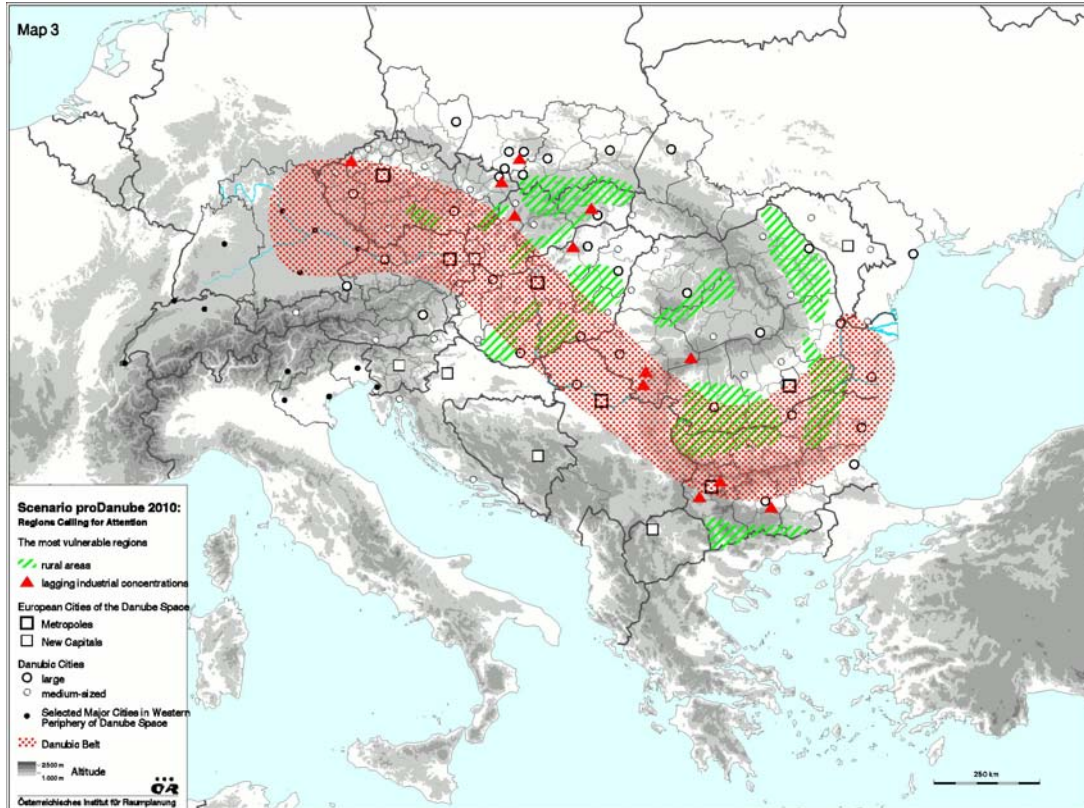 Map 3
Scenario proDanube 2010:
Regions Calling for Attention
The most vulnerable regions
rural areas
lagging industrial concentrations
European Cities of the Danube Space
Metropoles
New Capitals
Danubic Cities
large
medium-sized
Selected Major Cities in Western
Periphery of Danube Space
Danubic Belt
2.500 m
1.000 m
Altitude
ÖR
Österreichisches Institut für Raumplanung
250 km